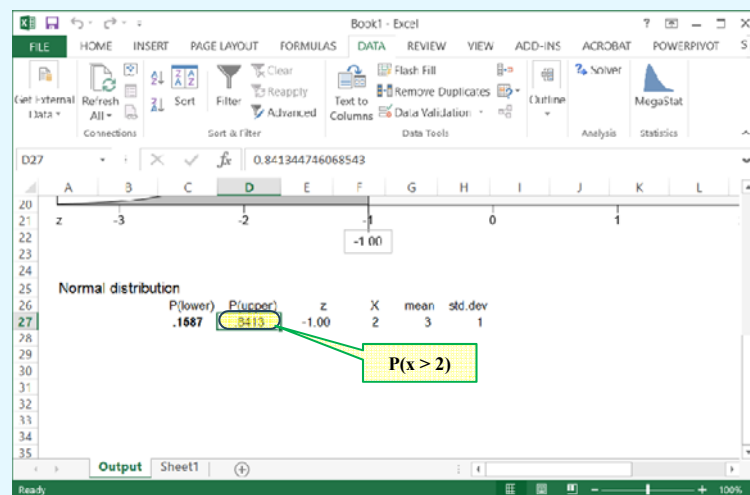 Book1 - Excel
FILE HOME INSERT PAGE LAYOUT FORMULAS DATA REVIEW VIEW ADD-INS ACROBAT POWERPIVOT S
Get External Data
Refresh All
Connections
Sort
Filter
Clear
Reapply
Advanced
Sort & Filter
Text to Columns
Flash Fill
Remove Duplicates
Data Validation
Data Tools
Outline
Solver
Analysis
MegaStat
Statistics
D27 fx 0.841344746068543
A B C D E F G H I J K L
20
21 z -3 -2 -1 0 1
22 -1.00
23
24
25 Normal distribution
26 P(lower) P(upper) z X mean std.dev
27 .1587 .8413 -1.00 2 3 1
28
29 P(x > 2)
30
31
32
33
34
35
Output Sheet1
Ready 100%